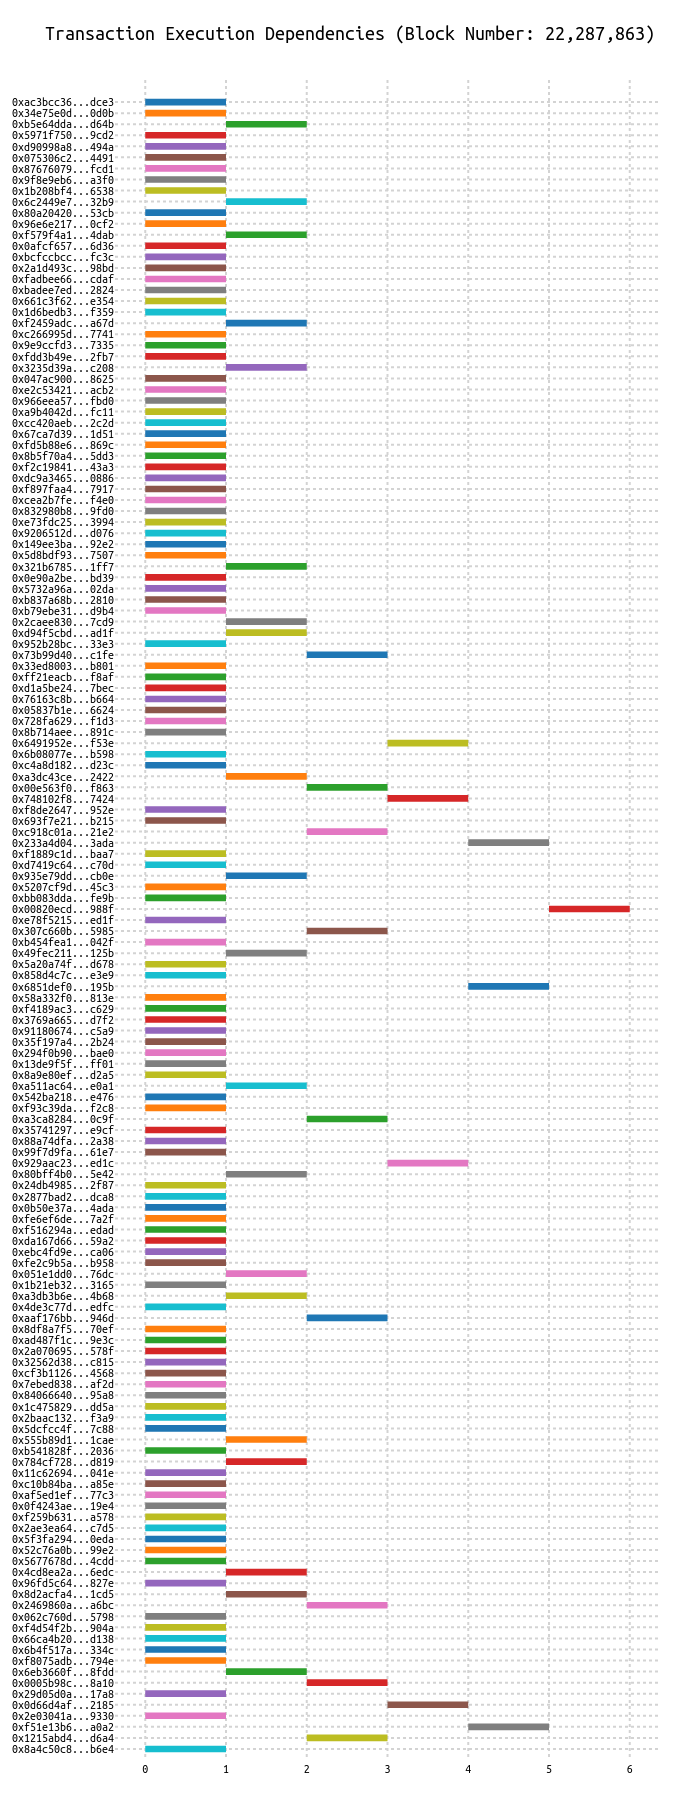 Transaction Execution Dependencies (Block Number: 22,287,863)
0xac3bcc36...dce3
0x34e75e0d...0d0b
0xb5e64dda...d64b
0x5971f750...9cd2
0xd90998a8...494a
0x075306c2...4491
0x87676079...fcd1
0x9f8e9eb6...a3f0
0x1b208bf4...6538
0x6c2449e7...32b9
0x80a20420...53cb
0x96e6e217...0cf2
0xf579f4a1...4dab
0x0afcf657...6d36
0xbcfccbcc...fc3c
0x2a1d493c...98bd
0xfadbee66...cdaf
0xbadee7ed...2824
0x661c3f62...e354
0x1d6bedb3...f359
0xf2459adc...a67d
0xc266995d...7741
0x9e9ccfd3...7335
0xfdd3b49e...2fb7
0x3235d39a...c208
0x047ac900...8625
0xe2c53421...acb2
0x966eea57...fbd0
0xa9b4042d...fc11
0xcc420aeb...2c2d
0x67ca7d39...1d51
0xfd5b88e6...869c
0x8b5f70a4...5dd3
0xf2c19841...43a3
0xdc9a3465...0886
0xf897faa4...7917
0xcea2b7fe...f4e0
0x832980b8...9fd0
0xe73fdc25...3994
0x9206512d...d076
0x149ee3ba...92e2
0x5d8bdf93...7507
0x321b6785...1ff7
0x0e90a2be...bd39
0x5732a96a...02da
0xb837a68b...2810
0xb79ebe31...d9b4
0x2caee830...7cd9
0xd94f5cbd...ad1f
0x952b28bc...33e3
0x73b99d40...c1fe
0x33ed8003...b801
0xff21eacb...f8af
0xd1a5be24...7bec
0x76163c8b...b664
0x05837b1e...6624
0x728fa629...f1d3
0x8b714aee...891c
0x6491952e...f53e
0x6b08077e...b598
0xc4a8d182...d23c
0xa3dc43ce...2422
0x00e563f0...f863
0x748102f8...7424
0xf8de2647...952e
0x693f7e21...b215
0xc918c01a...21e2
0x233a4d04...3ada
0xf1889c1d...baa7
0xd7419c64...c70d
0x935e79dd...cb0e
0x5207cf9d...45c3
0xbb083dda...fe9b
0x00820ecd...988f
0xe78f5215...ed1f
0x307c660b...5985
0xb454fea1...042f
0x49fec211...125b
0x5a20a74f...d678
0x858d4c7c...e3e9
0x6851def0...195b
0x58a332f0...813e
0xf4189ac3...c629
0x3769a665...d7f2
0x91180674...c5a9
0x35f197a4...2b24
0x294f0b90...bae0
0x13de9f5f...ff01
0x8a9e80ef...d2a5
0xa511ac64...e0a1
0x542ba218...e476
0xf93c39da...f2c8
0xa3ca8284...0c9f
0x35741297...e9cf
0x88a74dfa...2a38
0x99f7d9fa...61e7
0x929aac23...ed1c
0x80bff4b0...5e42
0x24db4985...2f87
0x2877bad2...dca8
0x0b50e37a...4ada
0xfe6ef6de...7a2f
0xf516294a...edad
0xda167d66...59a2
0xebc4fd9e...ca06
0xfe2c9b5a...b958
0x051e1dd0...76dc
0x1b21eb32...3165
0xa3db3b6e...4b68
0x4de3c77d...edfc
0xaaf176bb...946d
0x8df8a7f5...70ef
0xad487f1c...9e3c
0x2a070695...578f
0x32562d38...c815
0xcf3b1126...4568
0x7ebed838...af2d
0x84066640...95a8
0x1c475829...dd5a
0x2baac132...f3a9
0x5dcfcc4f...7c88
0x555b89d1...1cae
0xb541828f...2036
0x784cf728...d819
0x11c62694...041e
0xc10b84ba...a85e
0xaf5ed1ef...77c3
0x0f4243ae...19e4
0xf259b631...a578
0x2ae3ea64...c7d5
0x5f3fa294...0eda
0x52c76a0b...99e2
0x5677678d...4cdd
0x4cd8ea2a...6edc
0x96fd5c64...827e
0x8d2acfa4...1cd5
0x2469860a...a6bc
0x062c760d...5798
0xf4d54f2b...904a
0x66ca4b20...d138
0x6b4f517a...334c
0xf8075adb...794e
0x6eb3660f...8fdd
0x0005b98c...8a10
0x29d05d0a...17a8
0x0d66d4af...2185
0x2e03041a...9330
0xf51e13b6...a0a2
0x1215abd4...d6a4
0x8a4c50c8...b6e4
0 1 2 3 4 5 6